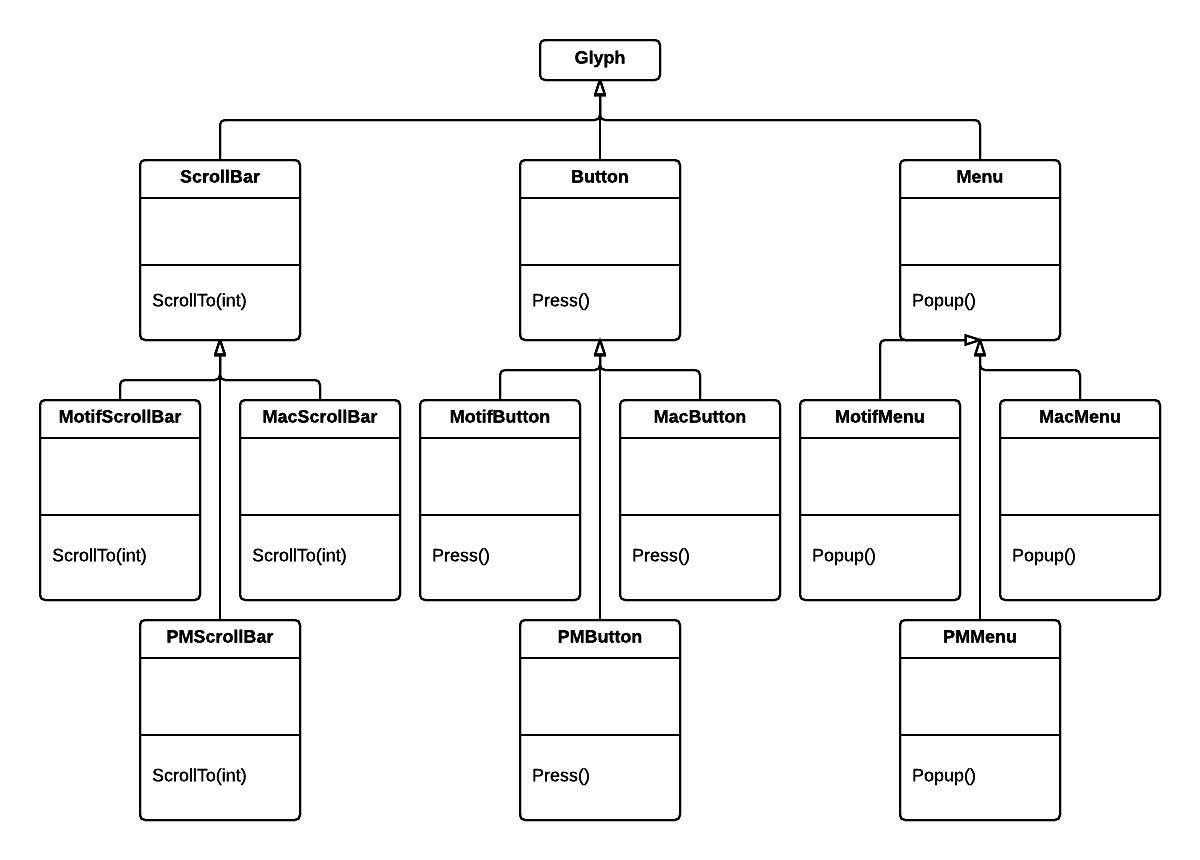 Glyph
ScrollBar
Button
Menu
ScrollTo(int)
Press()
Popup()
MotifScrollBar
MacScrollBar
MotifButton
MacButton
MotifMenu
MacMenu
ScrollTo(int)
ScrollTo(int)
Press()
Press()
Popup()
Popup()
PMScrollBar
PMButton
PMMenu
ScrollTo(int)
Press()
Popup()